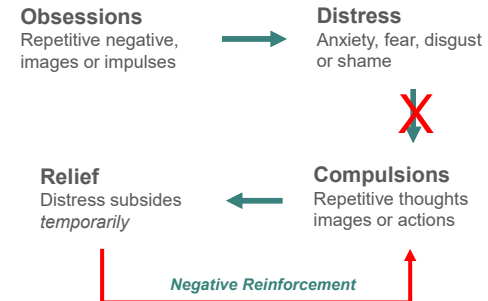 Obsessions
Repetitive negative,
images or impulses
Distress
Anxiety, fear, disgust
or shame
Relief
Distress subsides
temporarily
Compulsions
Repetitive thoughts
images or actions
Negative Reinforcement